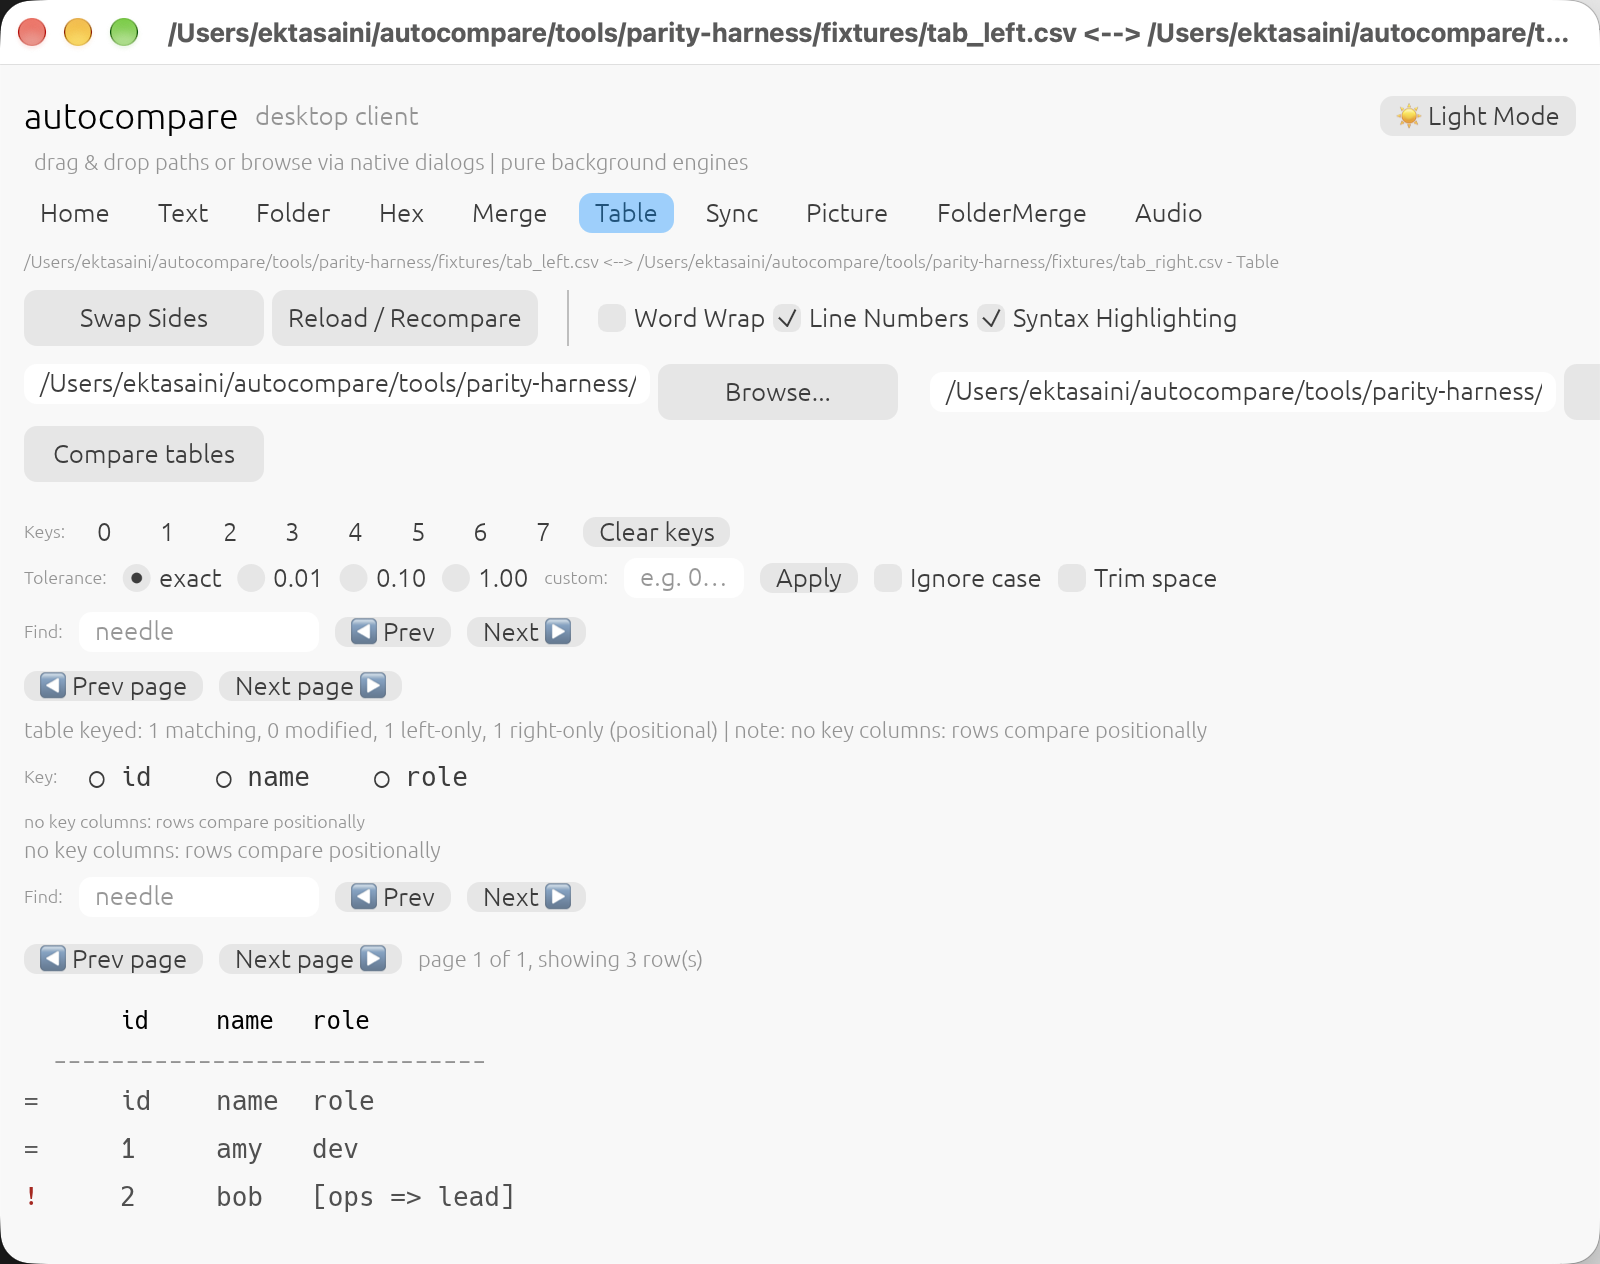 /Users/ektasaini/autocompare/tools/parity-harness/fixtures/tab_left.csv <--> /Users/ektasaini/autocompare/t...
autocompare desktop client ☀️ Light Mode
drag & drop paths or browse via native dialogs | pure background engines
Home Text Folder Hex Merge Table Sync Picture FolderMerge Audio
/Users/ektasaini/autocompare/tools/parity-harness/fixtures/tab_left.csv <--> /Users/ektasaini/autocompare/tools/parity-harness/fixtures/tab_right.csv - Table
Swap Sides Reload / Recompare Word Wrap Line Numbers Syntax Highlighting
/Users/ektasaini/autocompare/tools/parity-harness/ Browse... /Users/ektasaini/autocompare/tools/parity-harness/
Compare tables
Keys: 0 1 2 3 4 5 6 7 Clear keys
Tolerance: exact 0.01 0.10 1.00 custom: e.g. 0... Apply Ignore case Trim space
Find: needle ◀ Prev Next ▶
◀ Prev page Next page ▶
table keyed: 1 matching, 0 modified, 1 left-only, 1 right-only (positional) | note: no key columns: rows compare positionally
Key: ○ id ○ name ○ role
no key columns: rows compare positionally
no key columns: rows compare positionally
Find: needle ◀ Prev Next ▶
◀ Prev page Next page ▶ page 1 of 1, showing 3 row(s)
id name role
------------------------------
= id name role
= 1 amy dev
! 2 bob [ops => lead]